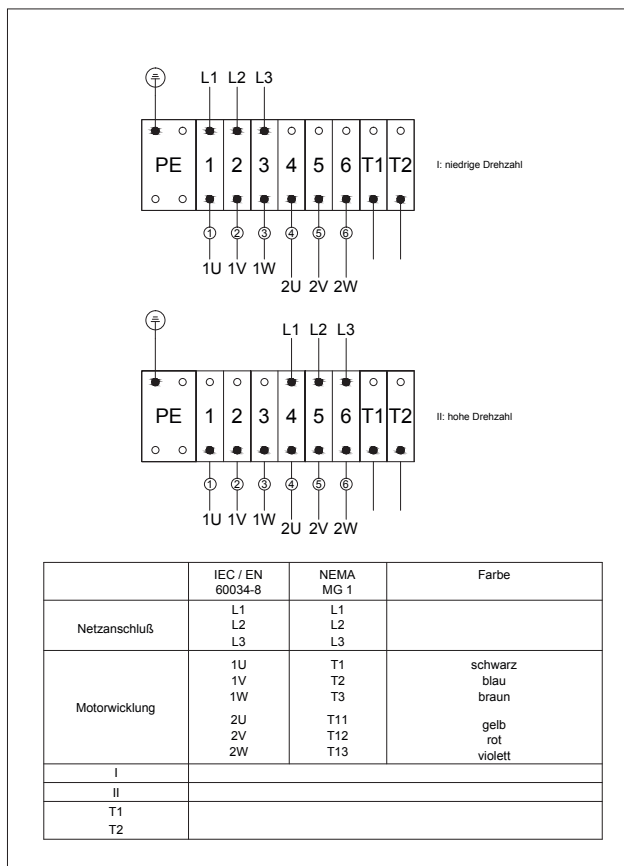 L1 L2 L3
PE 1 2 3 4 5 6 T1 T2
I: niedrige Drehzahl
1 2 3 4 5 6
1U 1V 1W
2U 2V 2W
L1 L2 L3
PE 1 2 3 4 5 6 T1 T2
II: hohe Drehzahl
1 2 3 4 5 6
1U 1V 1W
2U 2V 2W
IEC / EN NEMA Farbe
60034-8 MG 1
Netzanschluß
L1 L1
L2 L2
L3 L3
Motorwicklung
1U T1 schwarz
1V T2 blau
1W T3 braun
2U T11 gelb
2V T12 rot
2W T13 violett
I
II
T1
T2